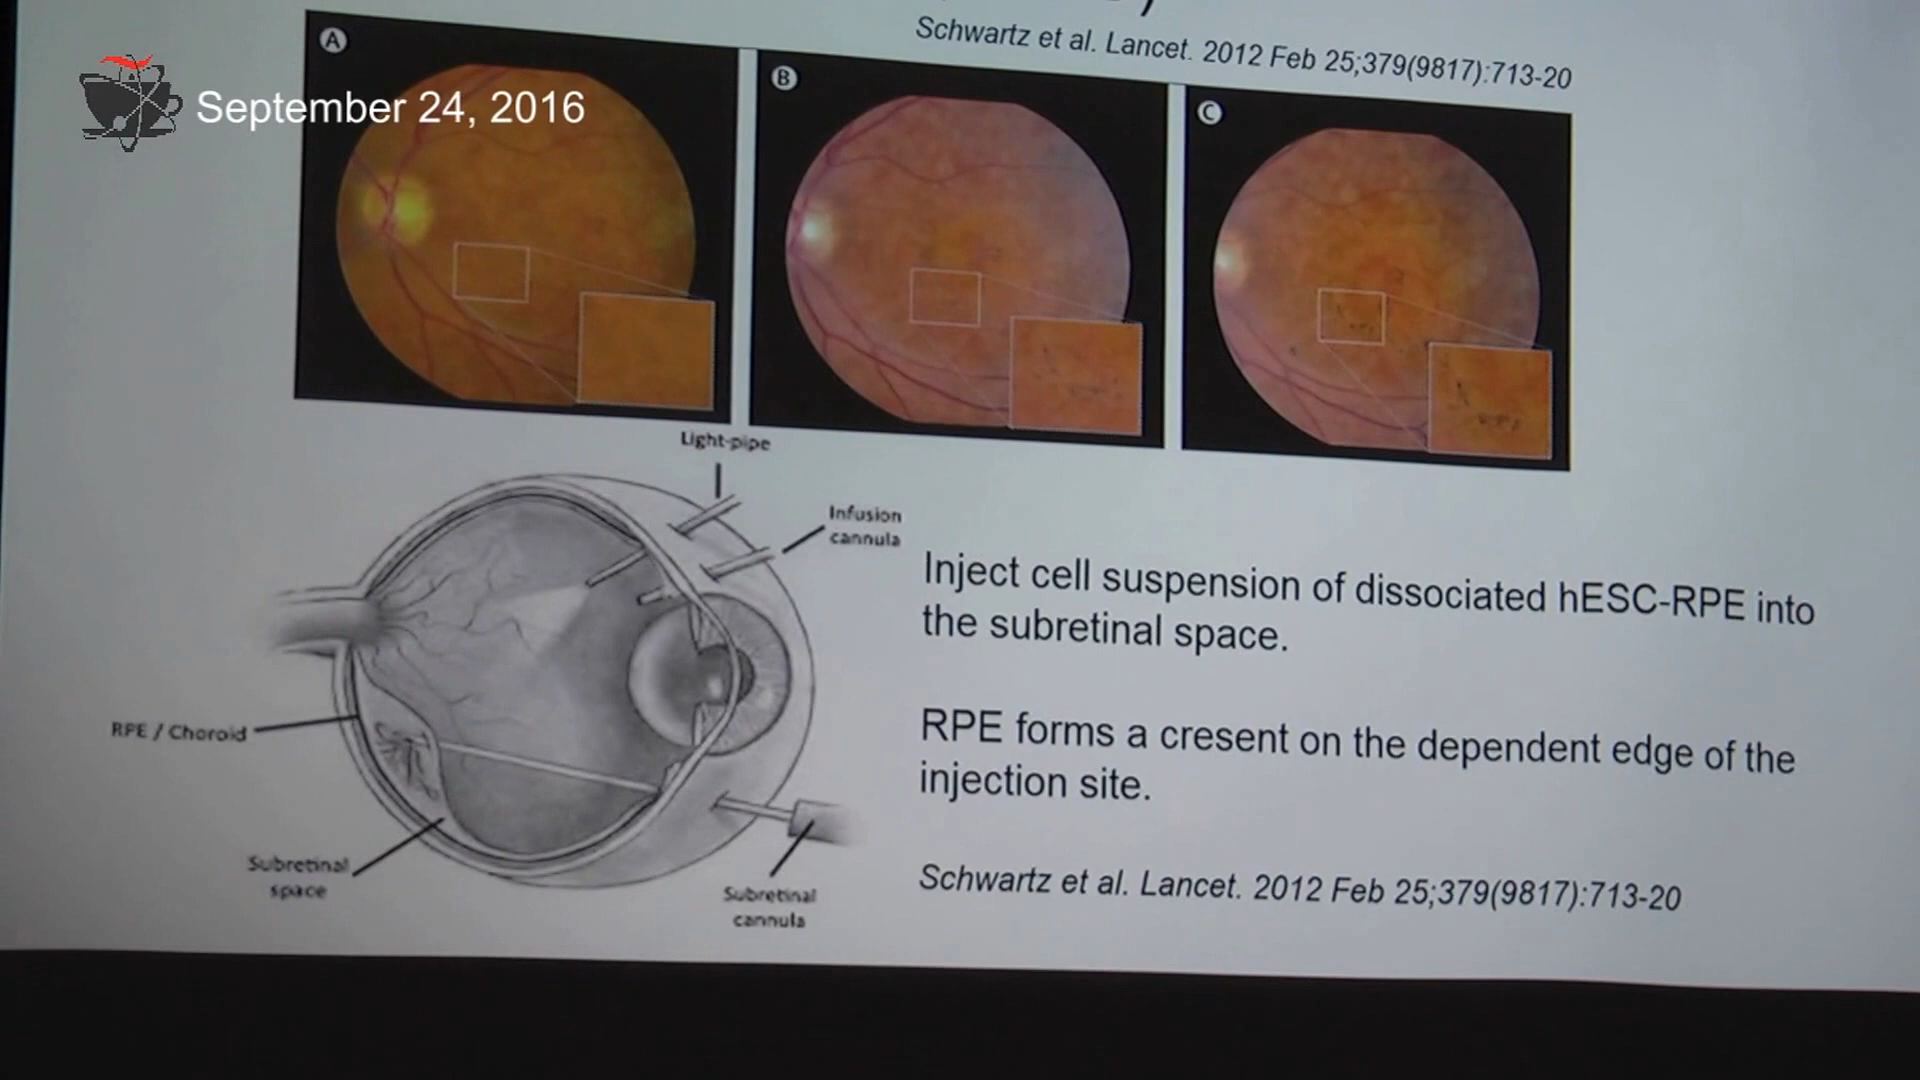 Schwartz et al. Lancet. 2012 Feb 25;379(9817):713-20
A
B
C
September 24, 2016
Light-pipe
Infusion
cannula
Inject cell suspension of dissociated hESC-RPE into
the subretinal space.
RPE / Choroid
RPE forms a cresent on the dependent edge of the
injection site.
Subretinal
space
Subretinal
cannula
Schwartz et al. Lancet. 2012 Feb 25;379(9817):713-20